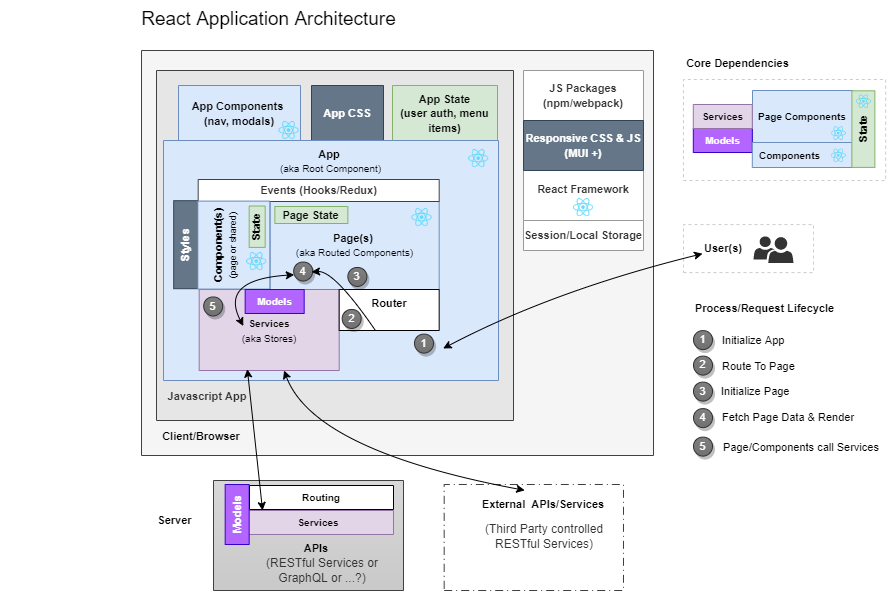 React Application Architecture
App Components
(nav, modals)
App CSS
App State
(user auth, menu
items)
App
(aka Root Component)
Events (Hooks/Redux)
Styles
Component(s)
(page or shared)
State
Page State
Page(s)
(aka Routed Components)
4
3
5
Models
Services
(aka Stores)
Router
2
1
Javascript App
Client/Browser
JS Packages
(npm/webpack)
Responsive CSS & JS
(MUI +)
React Framework
Session/Local Storage
Core Dependencies
Services
Models
Page Components
Components
State
User(s)
Process/Request Lifecycle
1 Initialize App
2 Route To Page
3 Initialize Page
4 Fetch Page Data & Render
5 Page/Components call Services
Server
Models
Routing
Services
APIs
(RESTful Services or
GraphQL or ...?)
External APIs/Services
(Third Party controlled
RESTful Services)